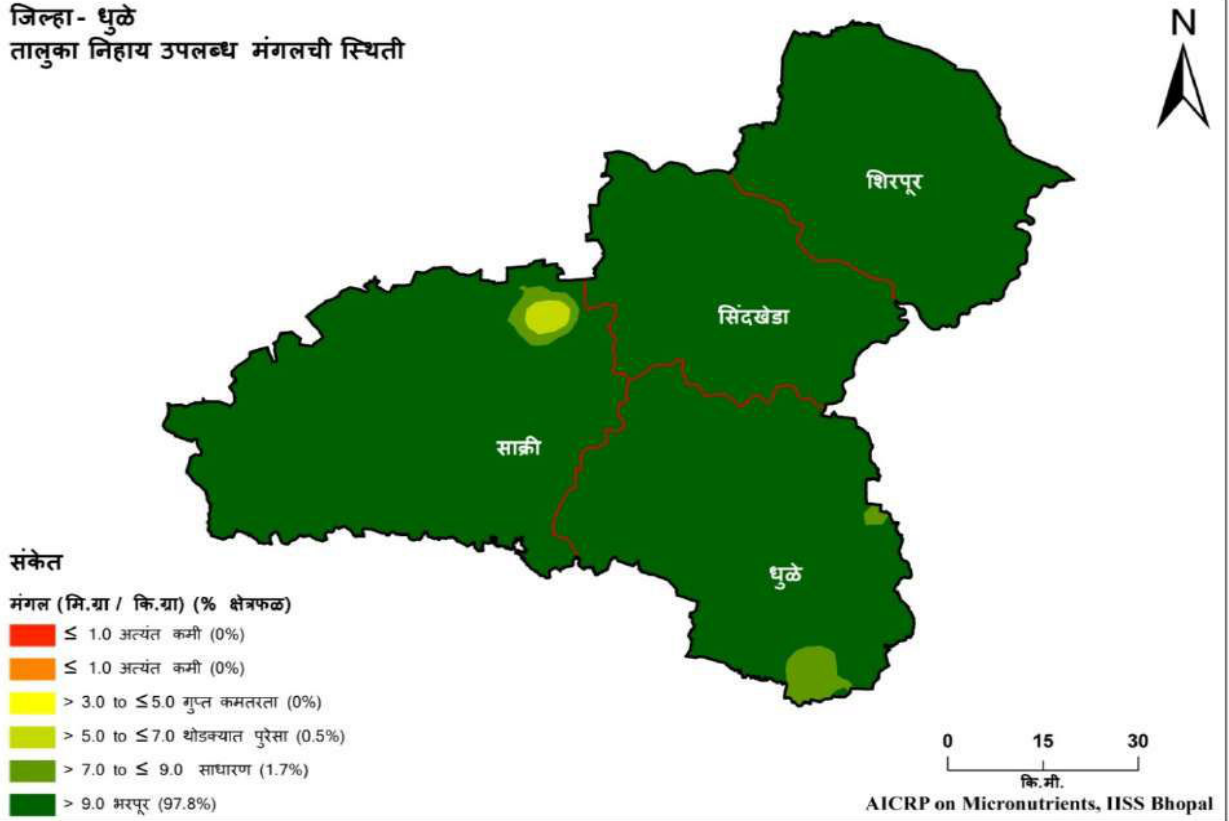 जिल्हा- धुळे
तालुका निहाय उपलब्ध मंगलची स्थिती
N
शिरपूर
सिंदखेडा
साक्री
धुळे
संकेत
मंगल (मि.ग्रा / कि.ग्रा) (% क्षेत्रफळ)
≤ 1.0 अत्यंत कमी (0%)
≤ 1.0 अत्यंत कमी (0%)
> 3.0 to ≤5.0 गुप्त कमतरता (0%)
> 5.0 to ≤7.0 थोडक्यात पुरेसा (0.5%)
> 7.0 to ≤ 9.0 साधारण (1.7%)
> 9.0 भरपूर (97.8%)
0 15 30
कि.मी.
AICRP on Micronutrients, IISS Bhopal